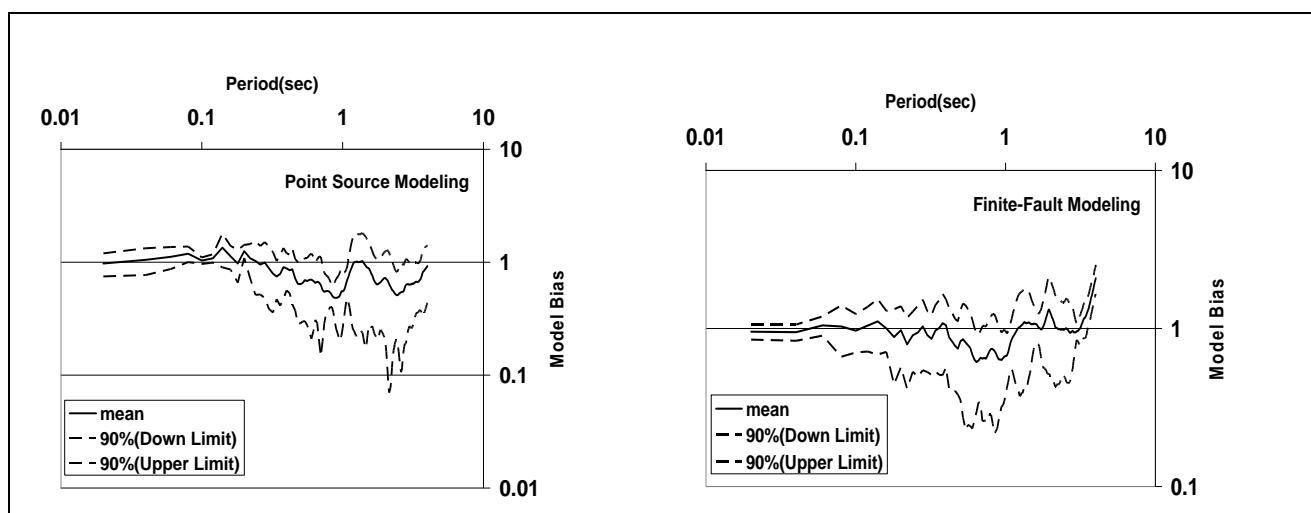 Period(sec)
0.01 0.1 1 10
10
1
0.1
0.01
Model Bias
Point Source Modeling
mean
90%(Down Limit)
90%(Upper Limit)
Period(sec)
0.01 0.1 1 10
10
1
0.1
Model Bias
Finite-Fault Modeling
mean
90%(Down Limit)
90%(Upper Limit)